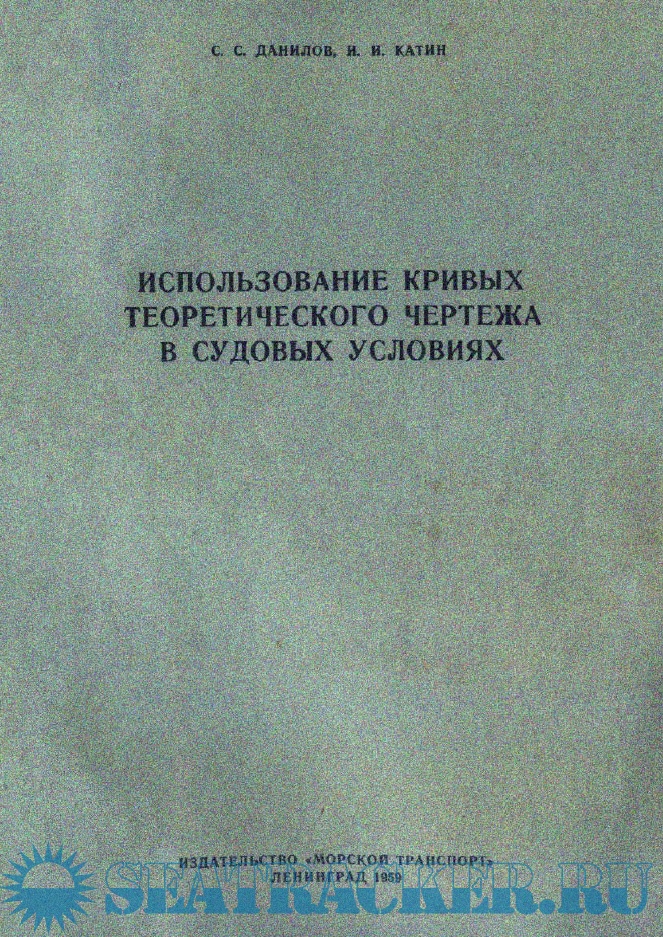 С. С. ДАНИЛОВ, И. И. КАТИН
ИСПОЛЬЗОВАНИЕ КРИВЫХ
ТЕОРЕТИЧЕСКОГО ЧЕРТЕЖА
В СУДОВЫХ УСЛОВИЯХ
ИЗДАТЕЛЬСТВО «МОРСКОЙ ТРАНСПОРТ»
ЛЕНИНГРАД 1959
SEATRACKER.RU